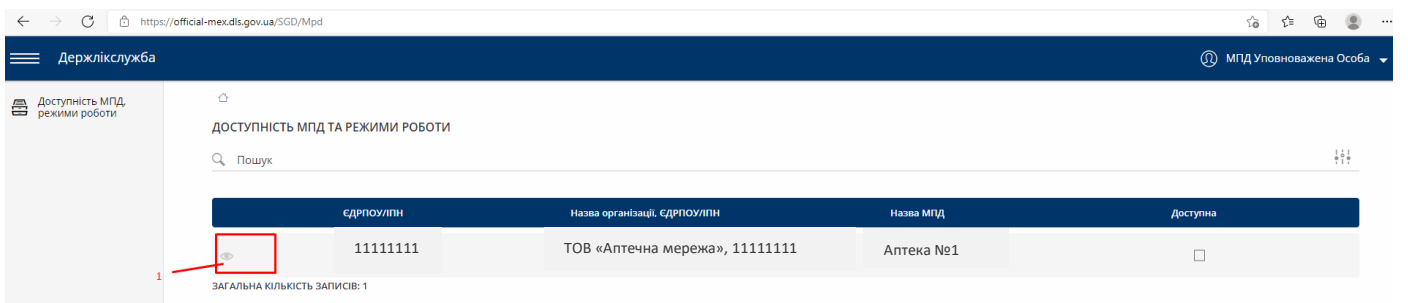 https://official-mex.dls.gov.ua/SGD/Mpd
Держлікслужба
МПД Уповноважена Особа
Доступність МПД,
режими роботи
ДОСТУПНІСТЬ МПД ТА РЕЖИМИ РОБОТИ
Пошук
ЄДРПОУ/ІПН Назва організації, ЄДРПОУ/ІПН Назва МПД Доступна
11111111 ТОВ «Аптечна мережа», 11111111 Аптека №1
1
ЗАГАЛЬНА КІЛЬКІСТЬ ЗАПИСІВ: 1